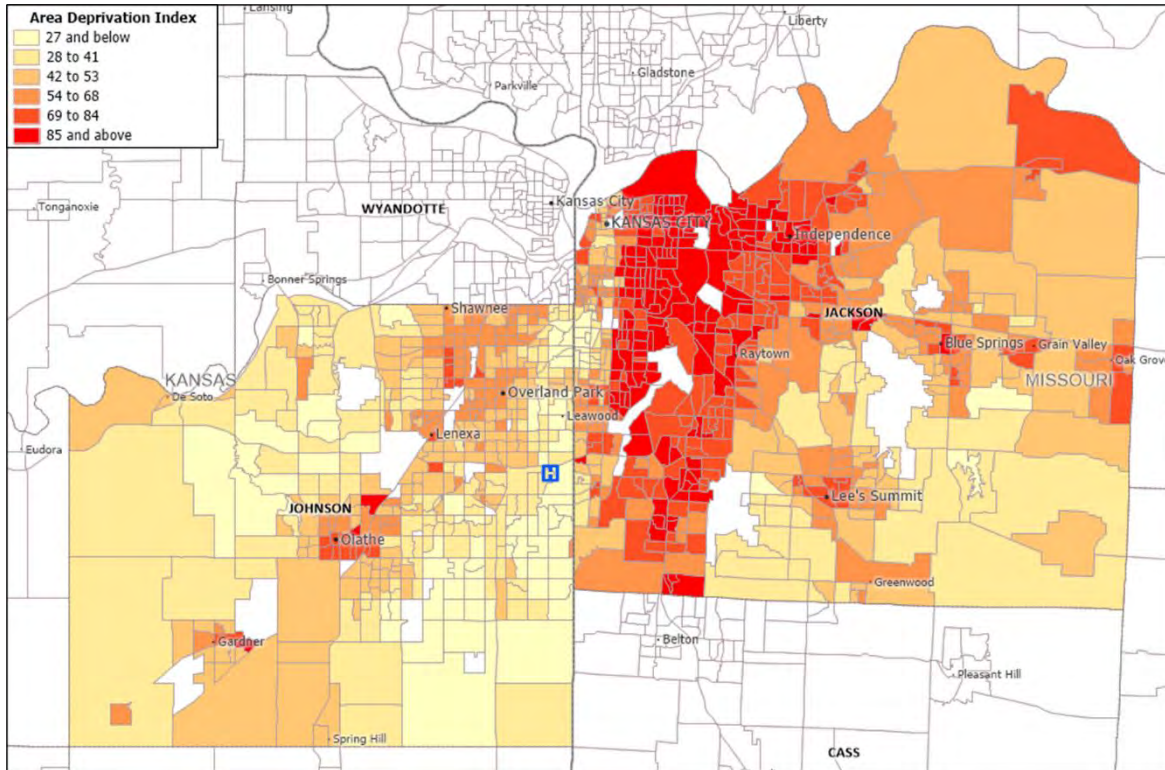 Area Deprivation Index
27 and below
28 to 41
42 to 53
54 to 68
69 to 84
85 and above
Lansing
Liberty
Gladstone
Parkville
Tonganoxie
WYANDOTTE
Kansas City
KANSAS CITY
Independence
Bonner Springs
Shawnee
JACKSON
Blue Springs
Grain Valley
Raytown
Oak Grove
KANSAS
MISSOURI
De Soto
Overland Park
Leawood
Lenexa
Eudora
H
Lee's Summit
JOHNSON
Olathe
Greenwood
Gardner
Belton
Pleasant Hill
Spring Hill
CASS